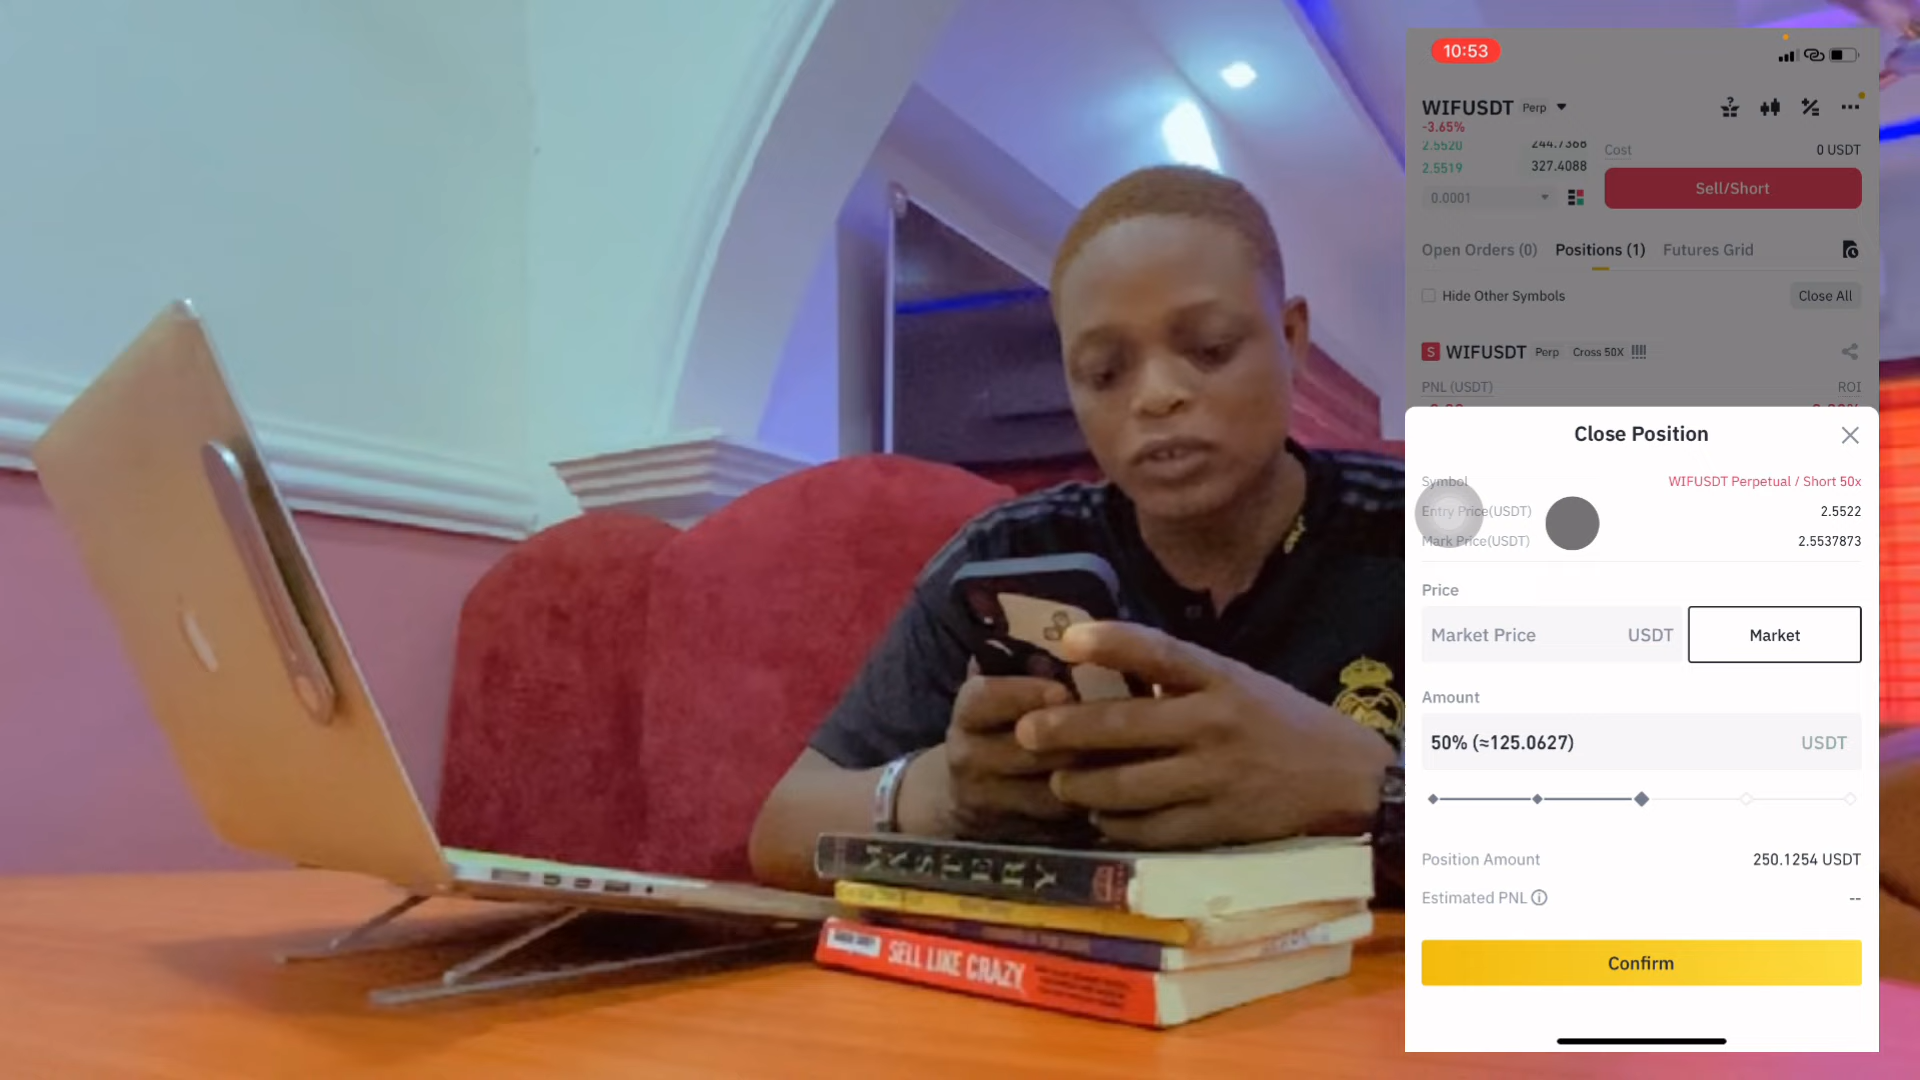 10:53
WIFUSDT Perp
-3.65%
2.5520 244.7368
2.5519 327.4088
Cost 0 USDT
0.0001
Sell/Short
Open Orders (0) Positions (1) Futures Grid
Hide Other Symbols Close All
S WIFUSDT Perp Cross 50X !!!!
PNL (USDT) ROI
Close Position
Symbol WIFUSDT Perpetual / Short 50x
Entry Price(USDT) 2.5522
Mark Price(USDT) 2.5537873
Price
Market Price USDT Market
Amount
50% (≈125.0627) USDT
Position Amount 250.1254 USDT
Estimated PNL --
Confirm
MASTERY
SELL LIKE CRAZY